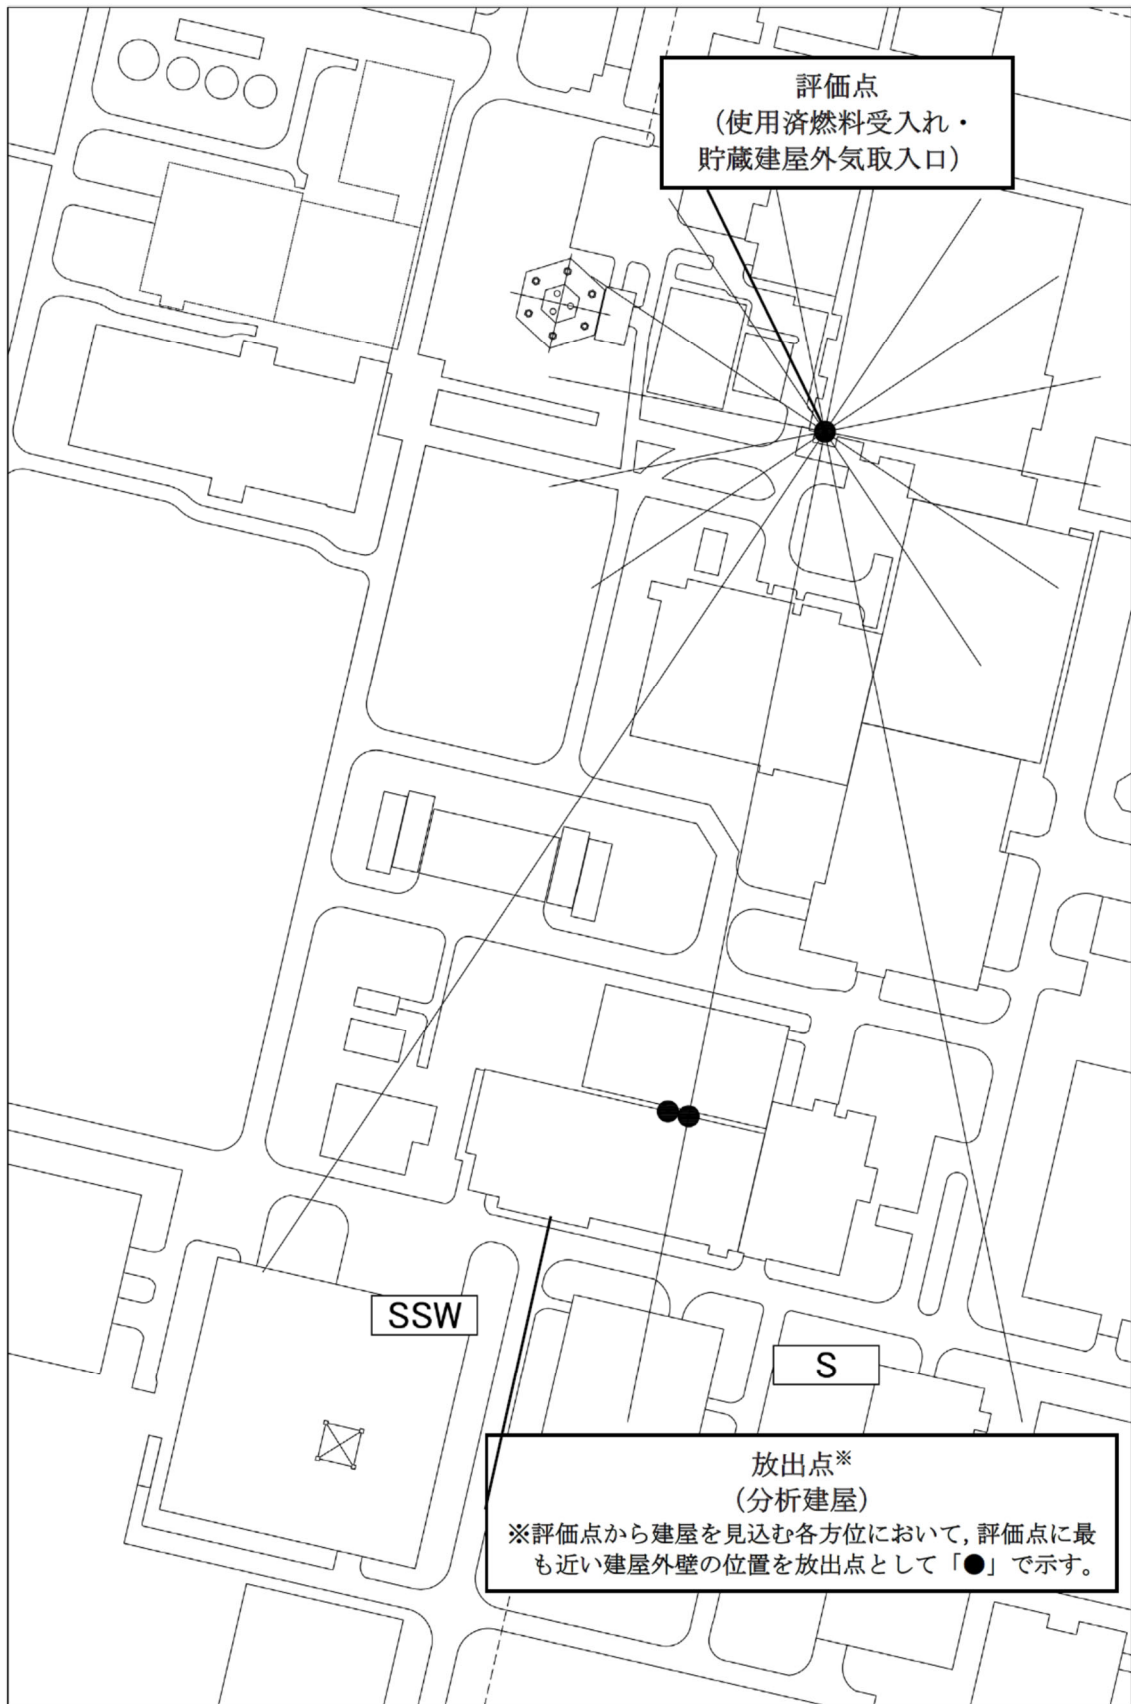 評価点
（使用済燃料受入れ・
貯蔵建屋外気取入口）
SSW
S
放出点※
（分析建屋）
※評価点から建屋を見込む各方位において，評価点に最
も近い建屋外壁の位置を放出点として「●」で示す。